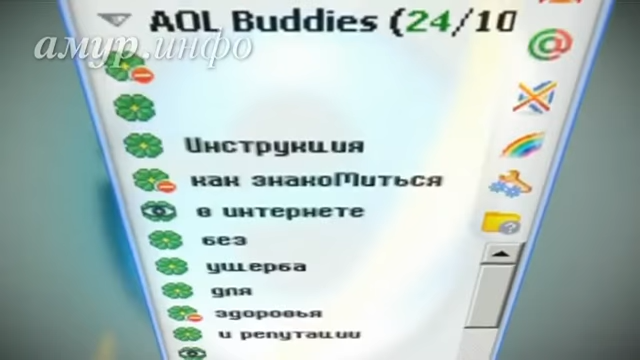 AOL Buddies (24/10
амур.инфо
Инструкция
как знакоМиться
в интернете
без
ущерба
для
здоровья
и репутации